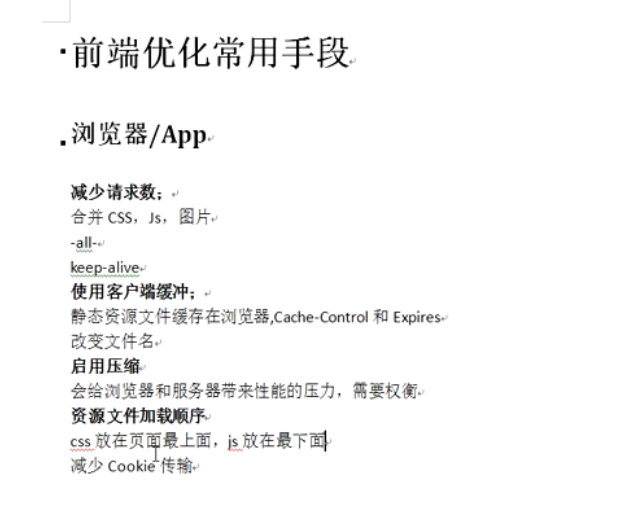 前端优化常用手段
浏览器/App
减少请求数；
合并 CSS，Js，图片
-all-
keep-alive
使用客户端缓冲；
静态资源文件缓存在浏览器,Cache-Control 和 Expires
改变文件名
启用压缩
会给浏览器和服务器带来性能的压力，需要权衡
资源文件加载顺序
css 放在页面最上面，js 放在最下面
减少 Cookie 传输